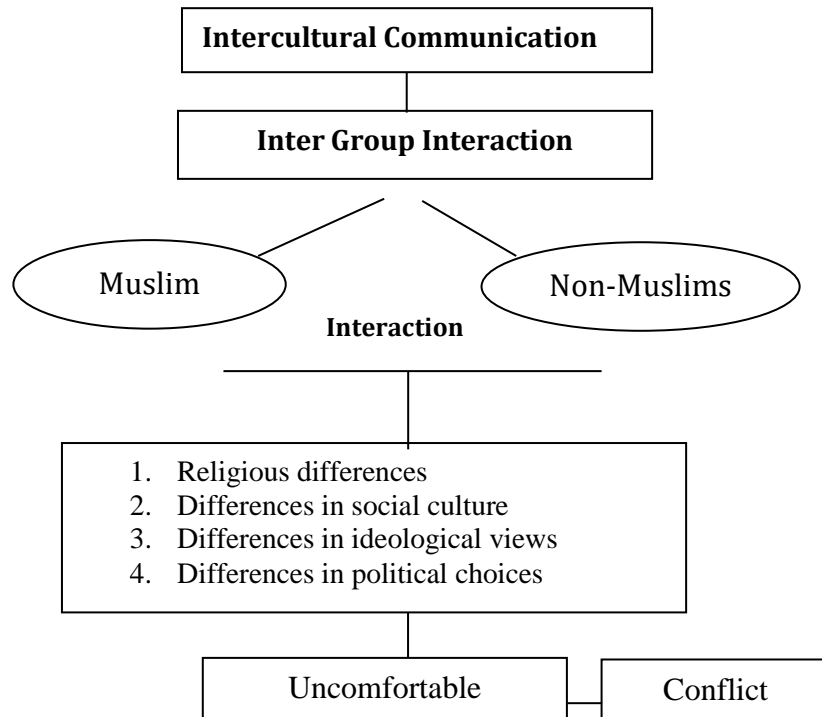 Intercultural Communication
Inter Group Interaction
Muslim
Non-Muslims
Interaction
1. Religious differences
2. Differences in social culture
3. Differences in ideological views
4. Differences in political choices
Uncomfortable
Conflict